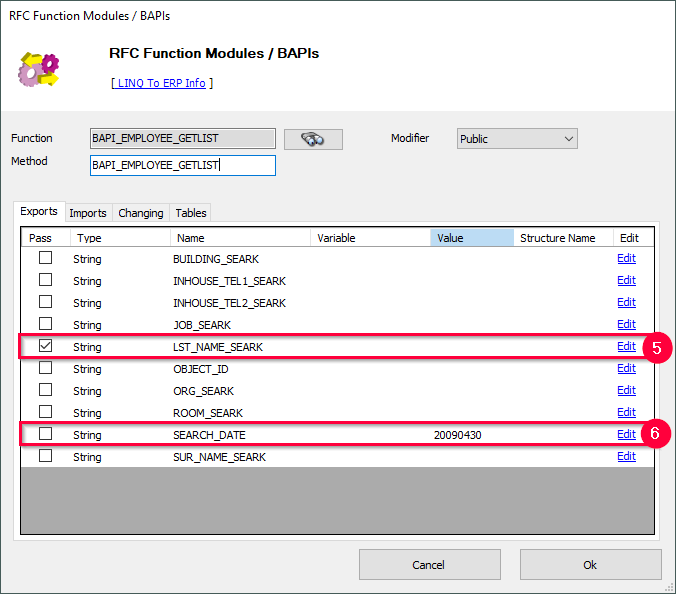 RFC Function Modules / BAPIs
RFC Function Modules / BAPIs
[ LINQ To ERP Info ]
Function BAPI_EMPLOYEE_GETLIST Modifier Public
Method BAPI_EMPLOYEE_GETLIST
Exports Imports Changing Tables
Pass Type Name Variable Value Structure Name Edit
String BUILDING_SEARK Edit
String INHOUSE_TEL1_SEARK Edit
String INHOUSE_TEL2_SEARK Edit
String JOB_SEARK Edit
String LST_NAME_SEARK Edit 5
String OBJECT_ID Edit
String ORG_SEARK Edit
String ROOM_SEARK Edit
String SEARCH_DATE 20090430 Edit 6
String SUR_NAME_SEARK Edit
Cancel Ok